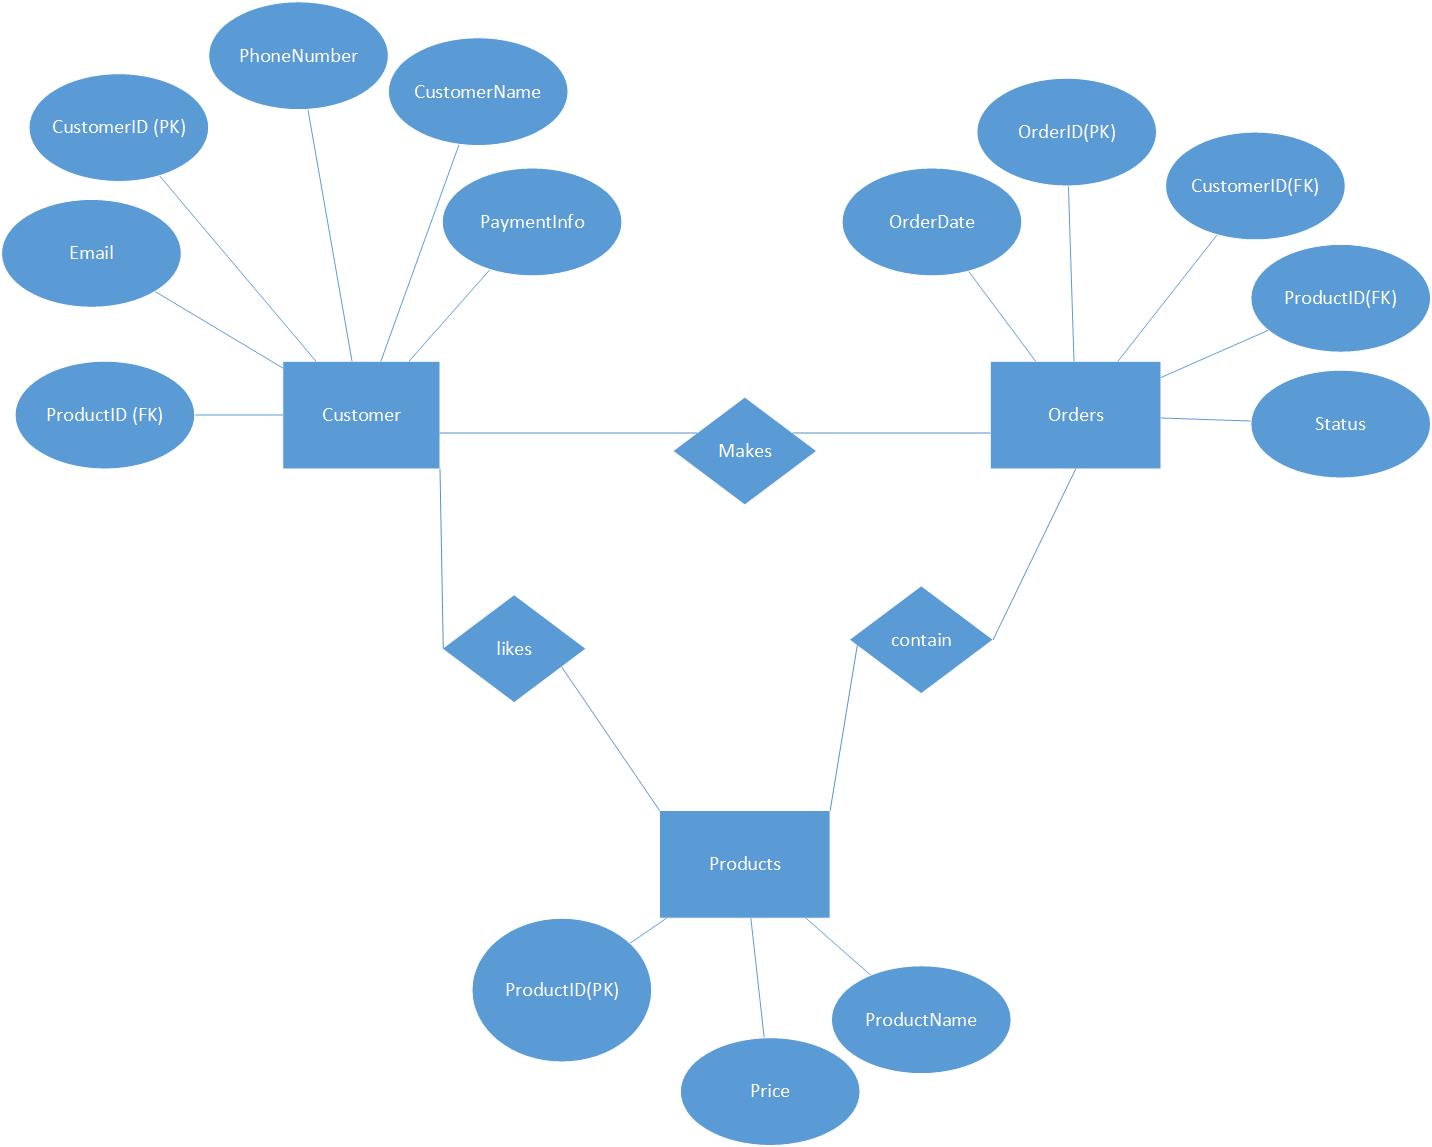 PhoneNumber
CustomerName
CustomerID (PK)
OrderID(PK)
CustomerID(FK)
PaymentInfo
OrderDate
Email
ProductID(FK)
ProductID (FK)
Customer
Orders
Status
Makes
likes
contain
Products
ProductID(PK)
ProductName
Price